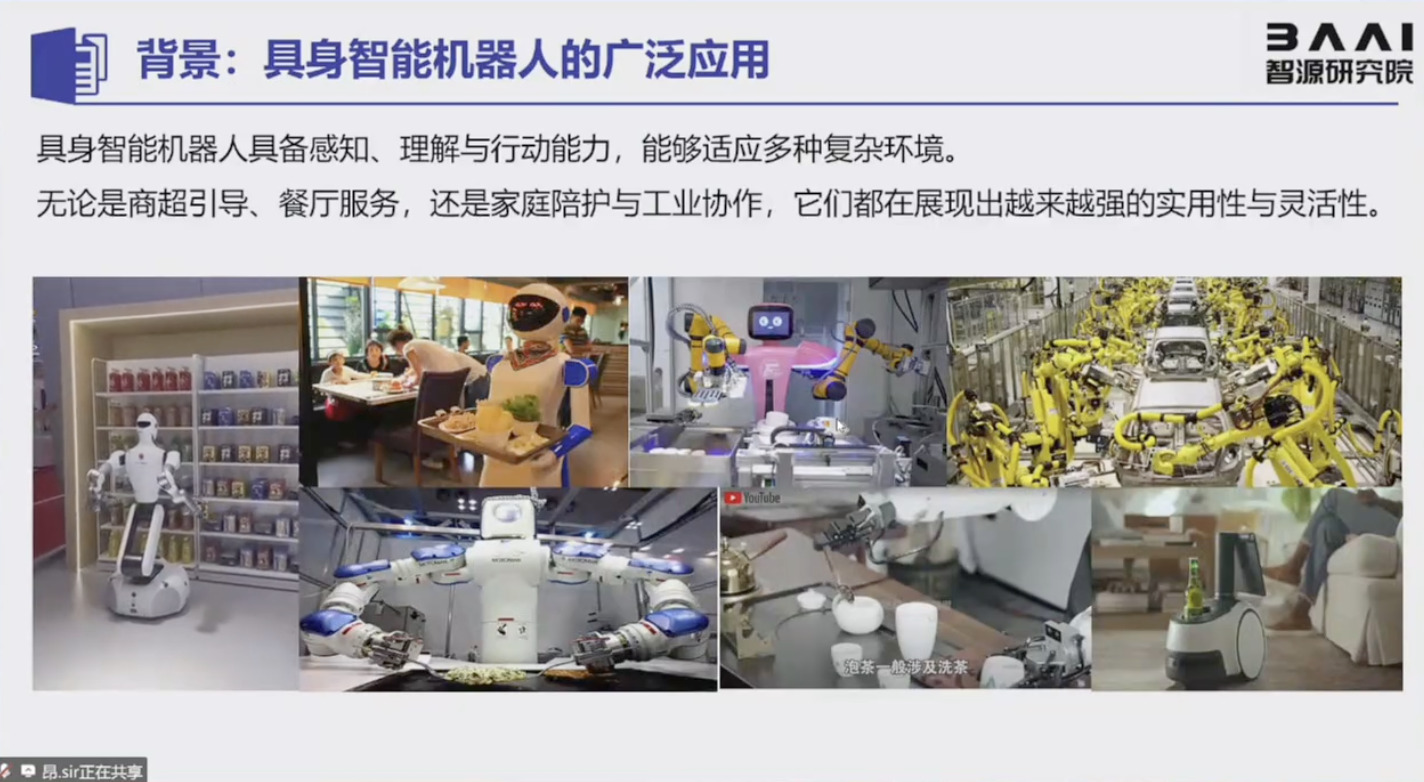 背景：具身智能机器人的广泛应用
BAAI
智源研究院
具身智能机器人具备感知、理解与行动能力，能够适应多种复杂环境。
无论是商超引导、餐厅服务，还是家庭陪护与工业协作，它们都在展现出越来越强的实用性与灵活性。
YouTube
泡茶一般涉及洗茶
昂.sir正在共享